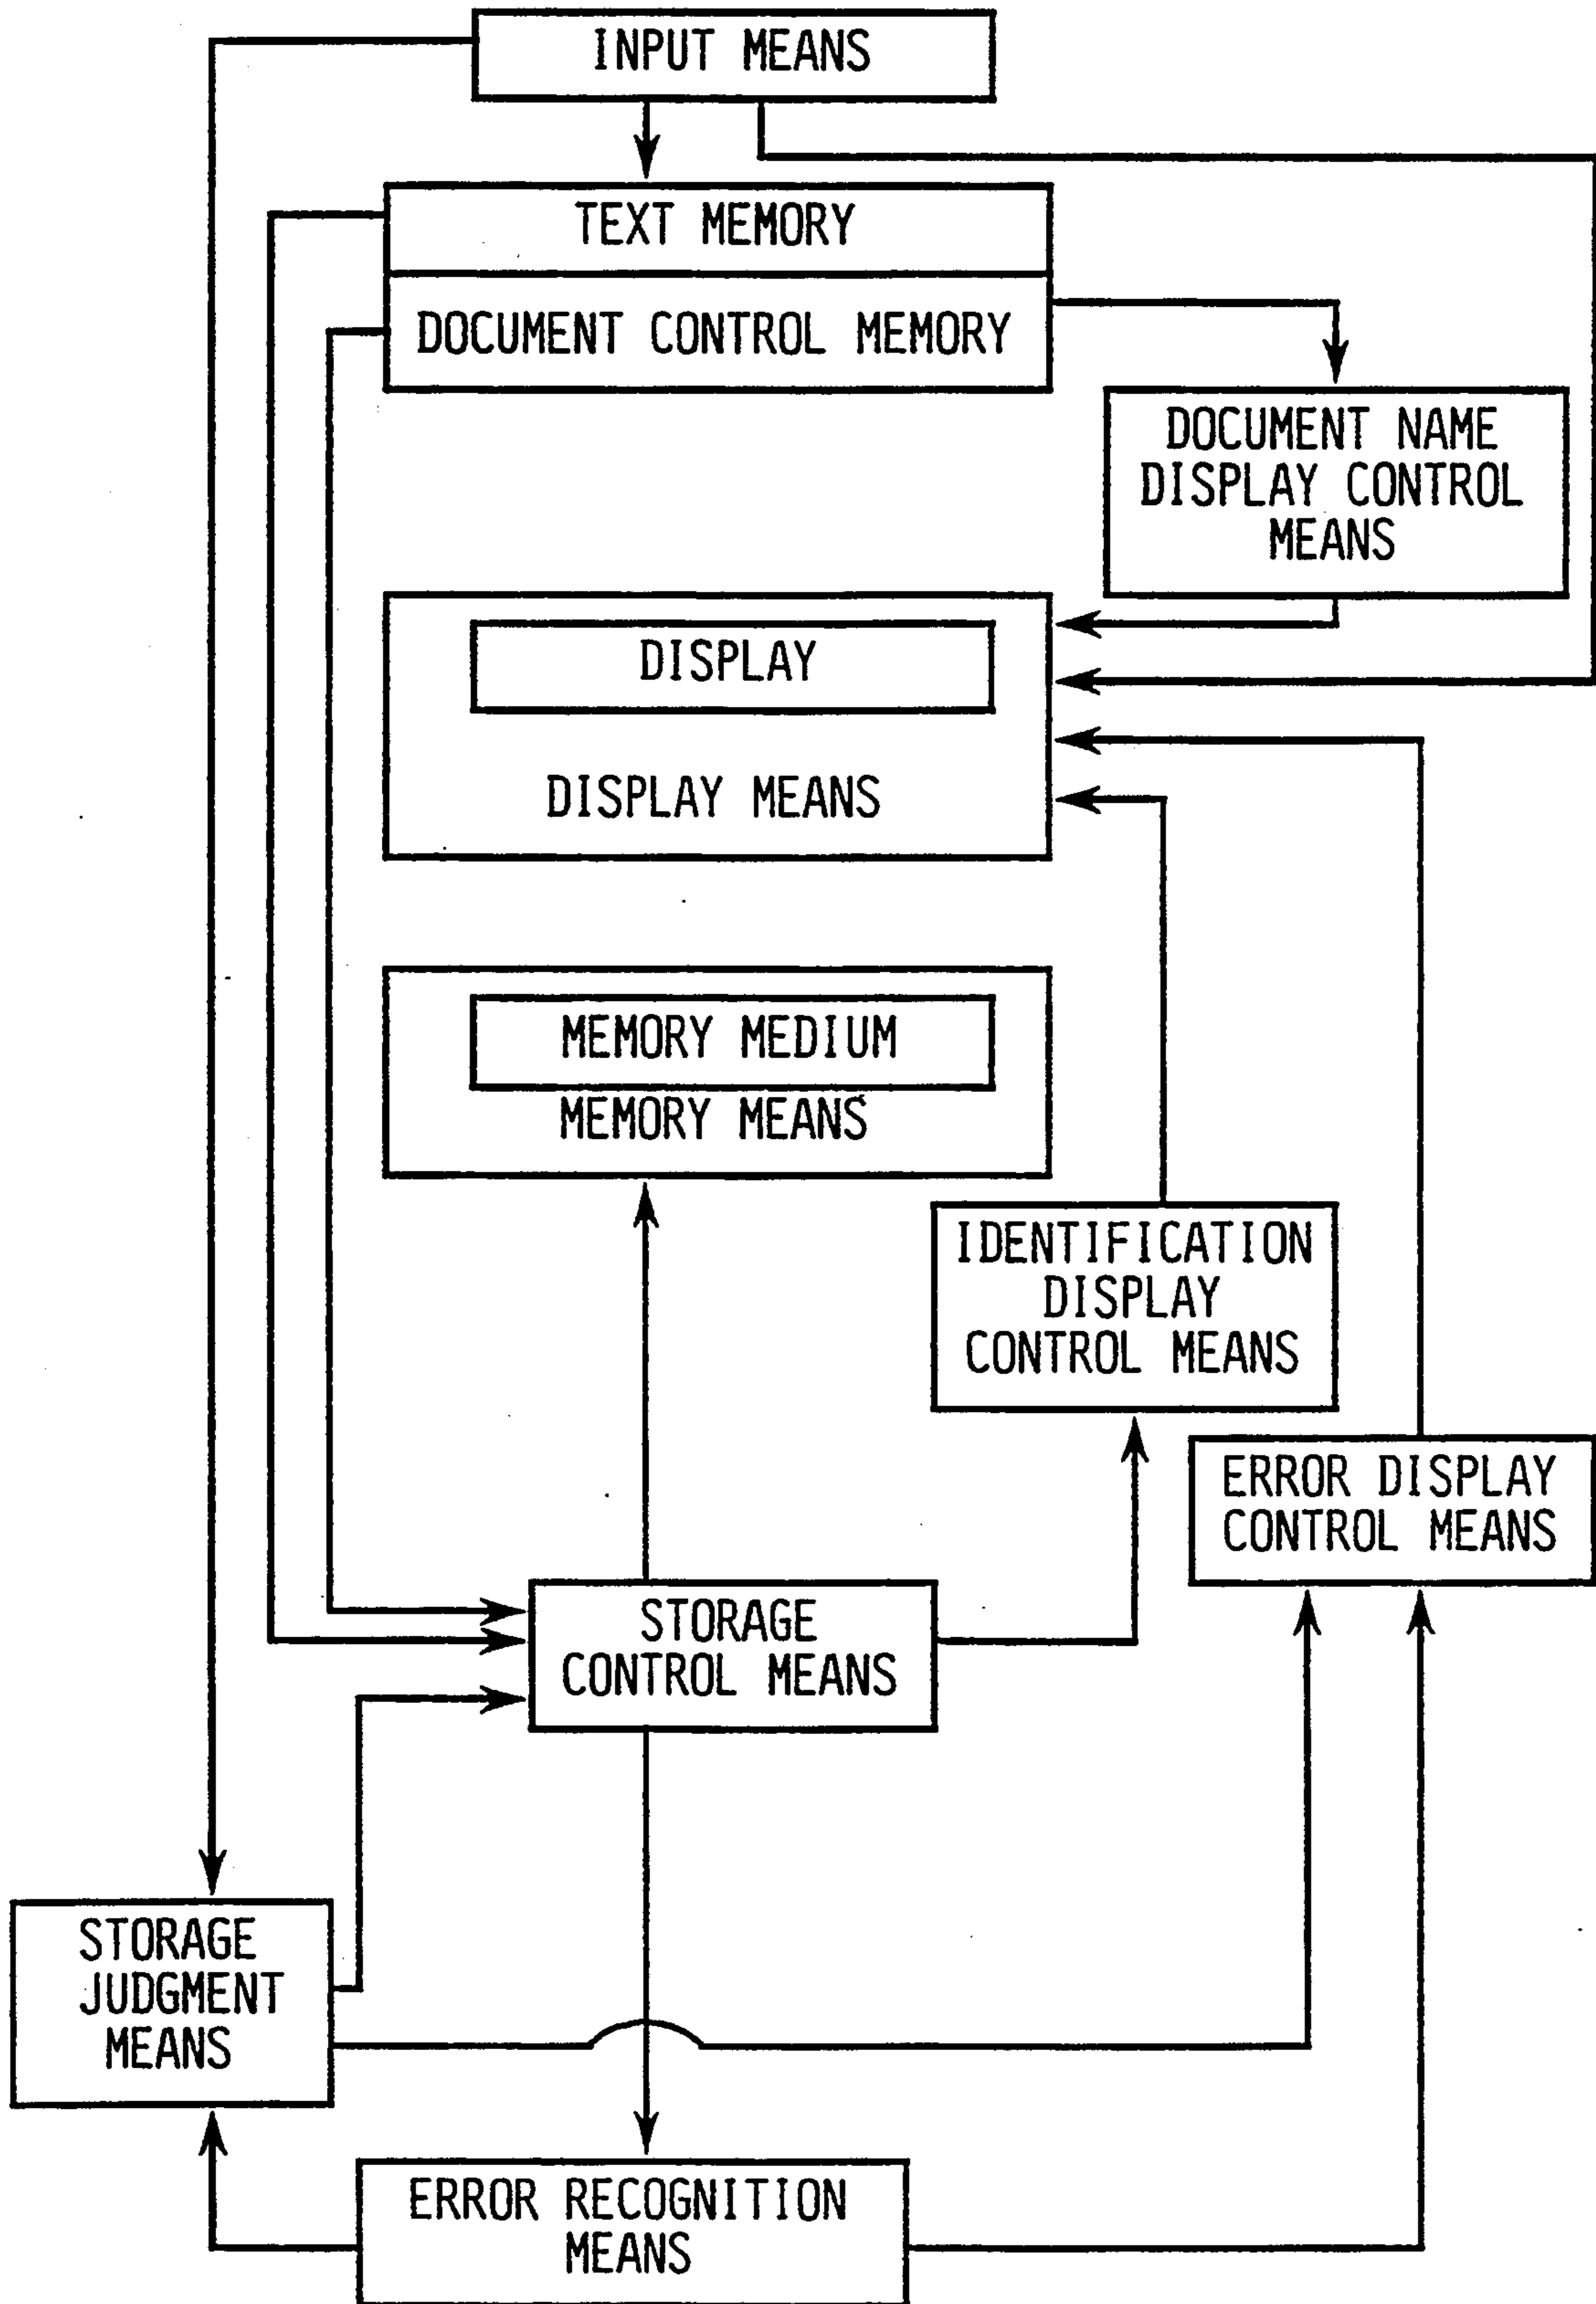 INPUT MEANS
TEXT MEMORY
DOCUMENT CONTROL MEMORY
DOCUMENT NAME
DISPLAY CONTROL
MEANS
DISPLAY
DISPLAY MEANS
MEMORY MEDIUM
MEMORY MEANS
IDENTIFICATION
DISPLAY
CONTROL MEANS
ERROR DISPLAY
CONTROL MEANS
STORAGE
CONTROL MEANS
STORAGE
JUDGMENT
MEANS
ERROR RECOGNITION
MEANS